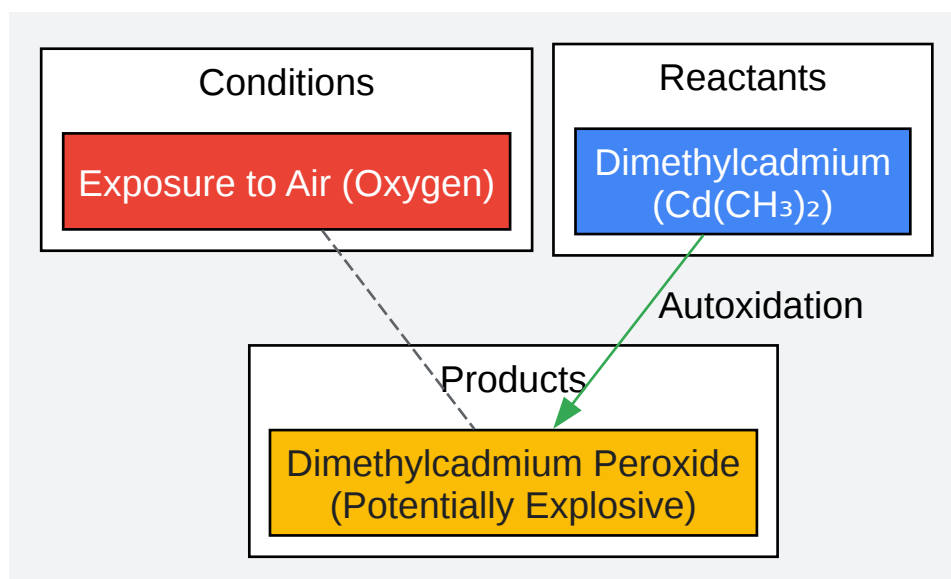 Conditions
Exposure to Air (Oxygen)
Reactants
Dimethylcadmium
(Cd(CH₃)₂)
Autoxidation
Products
Dimethylcadmium Peroxide
(Potentially Explosive)